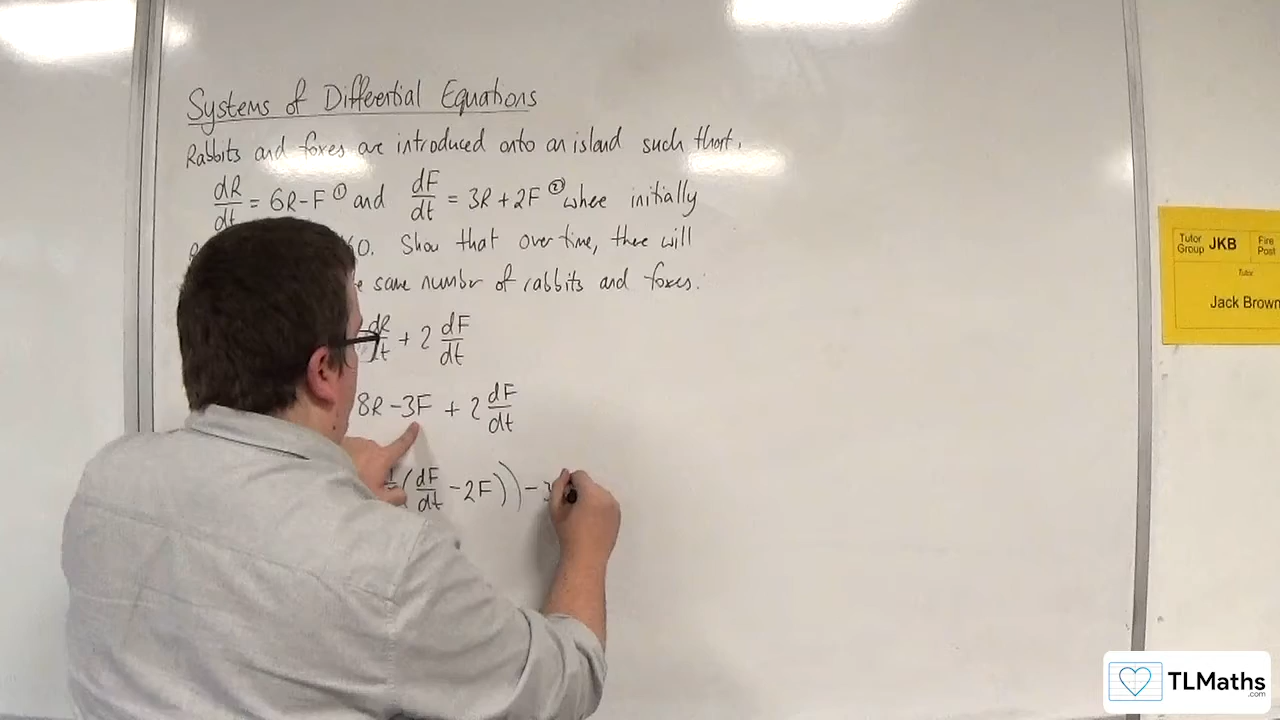 Systems of Differential Equations
Rabbits and foxes are introduced onto an island such that,
dR/dt = 6R - F ① and dF/dt = 3R + 2F ② where initially
60. Show that over time, there will
same number of rabbits and foxes.
dR/dt + 2 dF/dt
8R - 3F + 2 dF/dt
(dF/dt - 2F)) - 3
Tutor Group JKB
Fire Post
Tutor
Jack Brown
TLMaths
.com